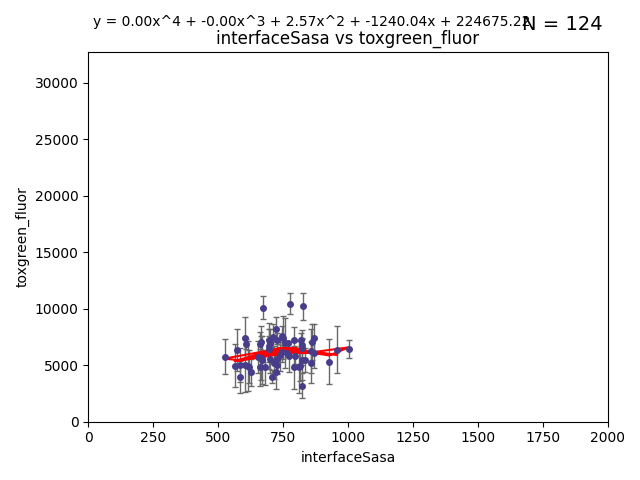 y = 0.00x^4 + -0.00x^3 + 2.57x^2 + -1240.04x + 224675.22
N = 124
interfaceSasa vs toxgreen_fluor
30000
25000
20000
15000
10000
5000
0
toxgreen_fluor
0 250 500 750 1000 1250 1500 1750 2000
interfaceSasa